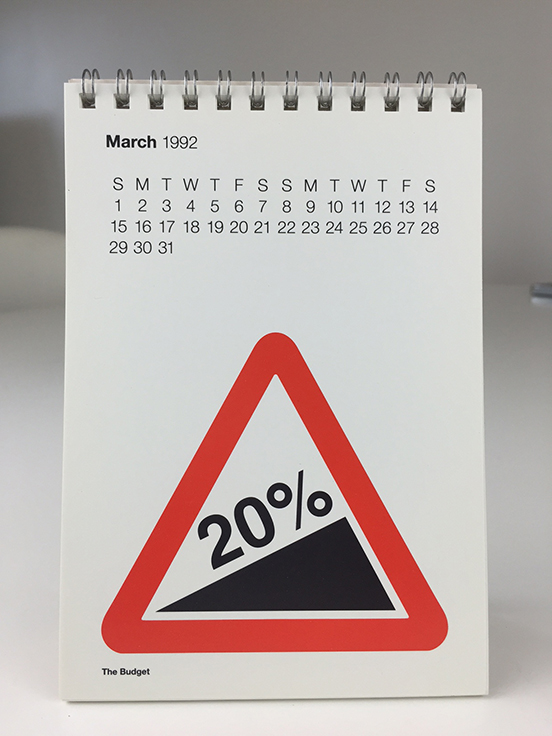 March 1992
S M T W T F S S M T W T F S
1 2 3 4 5 6 7 8 9 10 11 12 13 14
15 16 17 18 19 20 21 22 23 24 25 26 27 28
29 30 31
20%
The Budget